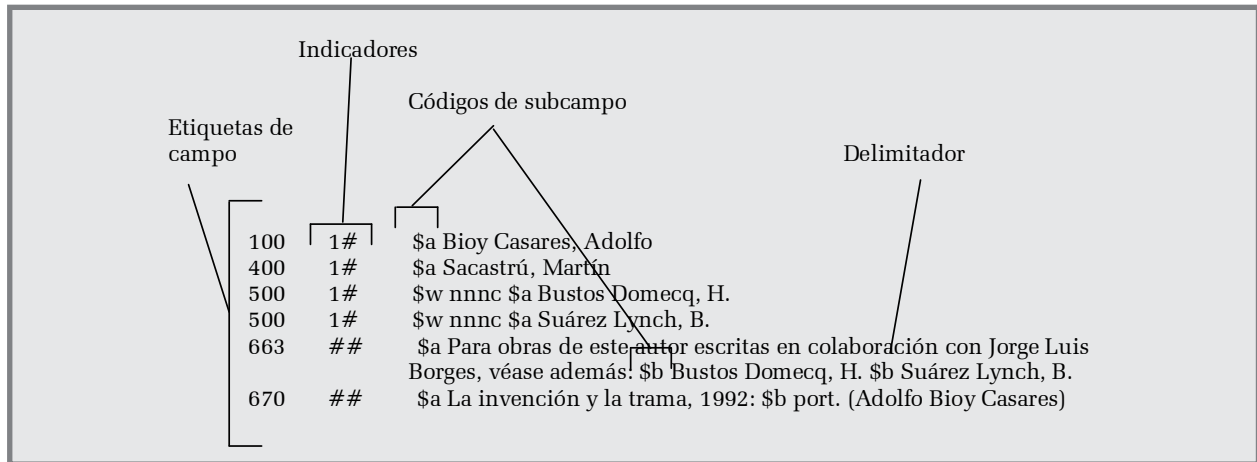 Indicadores
Códigos de subcampo
Etiquetas de
campo
Delimitador
100 1# $a Bioy Casares, Adolfo
400 1# $a Sacastrú, Martín
500 1# $w nnnc $a Bustos Domecq, H.
500 1# $w nnnc $a Suárez Lynch, B.
663 ## $a Para obras de este autor escritas en colaboración con Jorge Luis
Borges, véase además: $b Bustos Domecq, H. $b Suárez Lynch, B.
670 ## $a La invención y la trama, 1992: $b port. (Adolfo Bioy Casares)